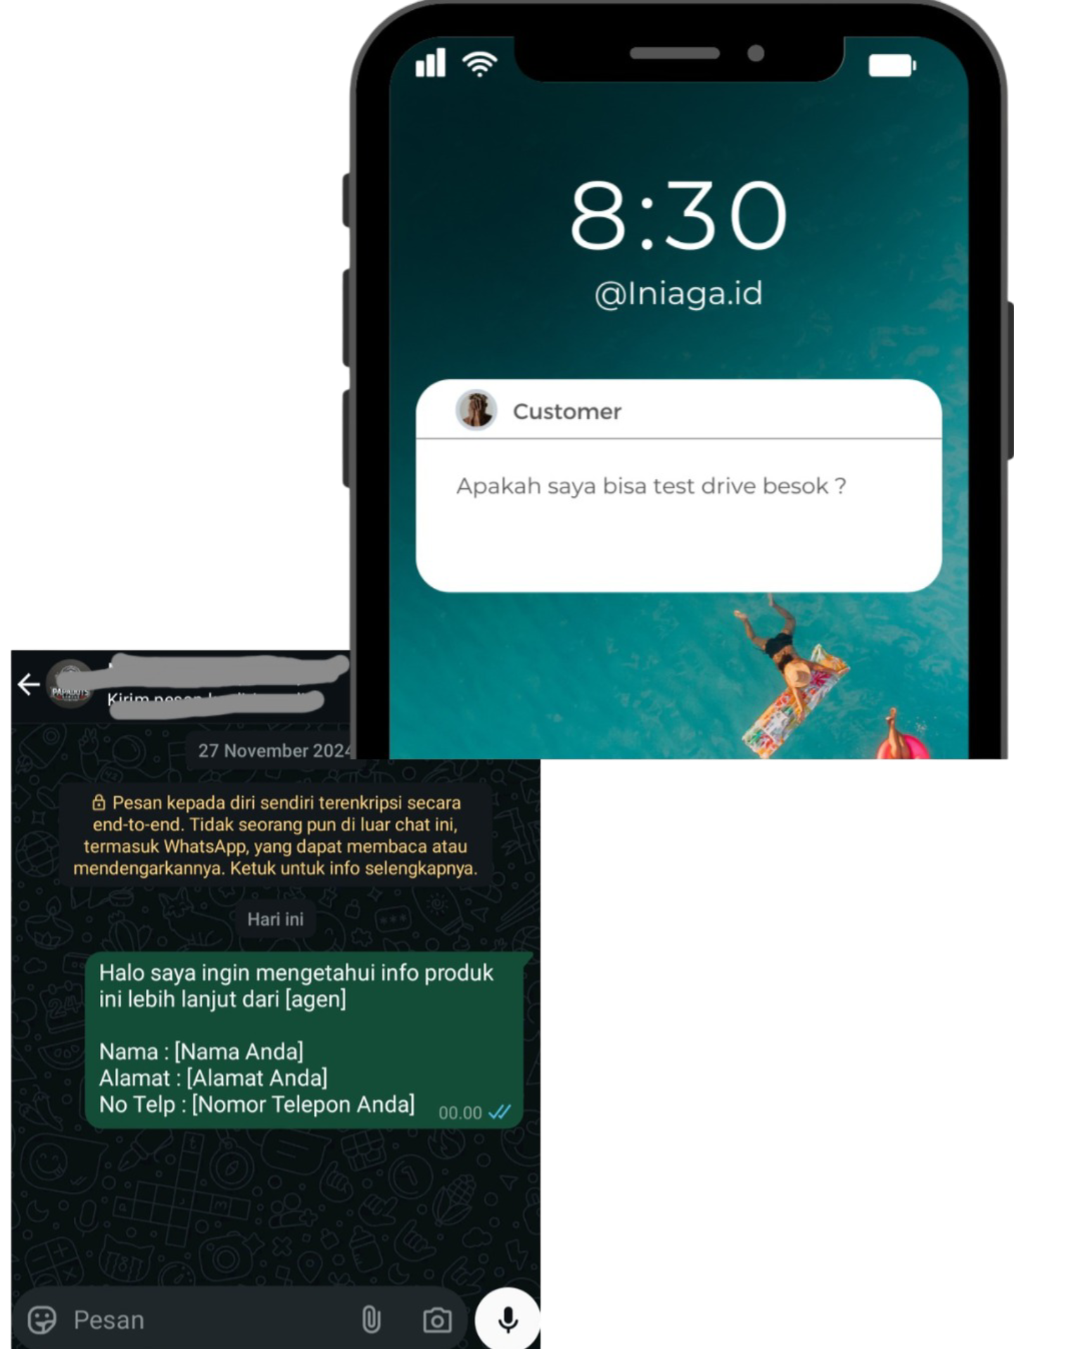 8:30
@Iniaga.id
Customer
Apakah saya bisa test drive besok ?
Kirim
27 November 2024
Pesan kepada diri sendiri terenkripsi secara
end-to-end. Tidak seorang pun di luar chat ini,
termasuk WhatsApp, yang dapat membaca atau
mendengarkannya. Ketuk untuk info selengkapnya.
Hari ini
Halo saya ingin mengetahui info produk
ini lebih lanjut dari [agen]
Nama : [Nama Anda]
Alamat : [Alamat Anda]
No Telp : [Nomor Telepon Anda]
00.00
Pesan